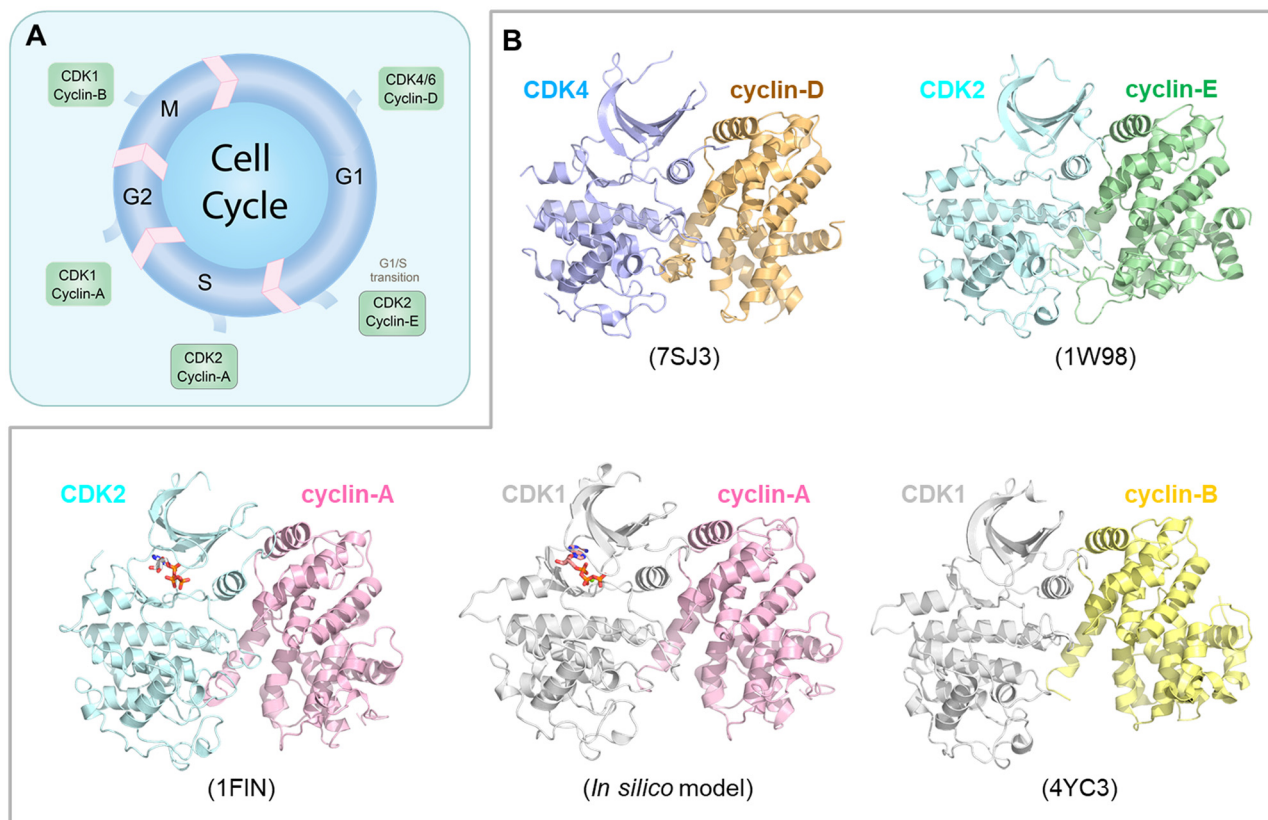 A
CDK1
Cyclin-B
CDK4/6
Cyclin-D
M
G1
G2
S
Cell
Cycle
CDK1
Cyclin-A
G1/S
transition
CDK2
Cyclin-E
CDK2
Cyclin-A
B
CDK4
cyclin-D
(7SJ3)
CDK2
cyclin-E
(1W98)
CDK2
cyclin-A
(1FIN)
CDK1
cyclin-A
(In silico model)
CDK1
cyclin-B
(4YC3)